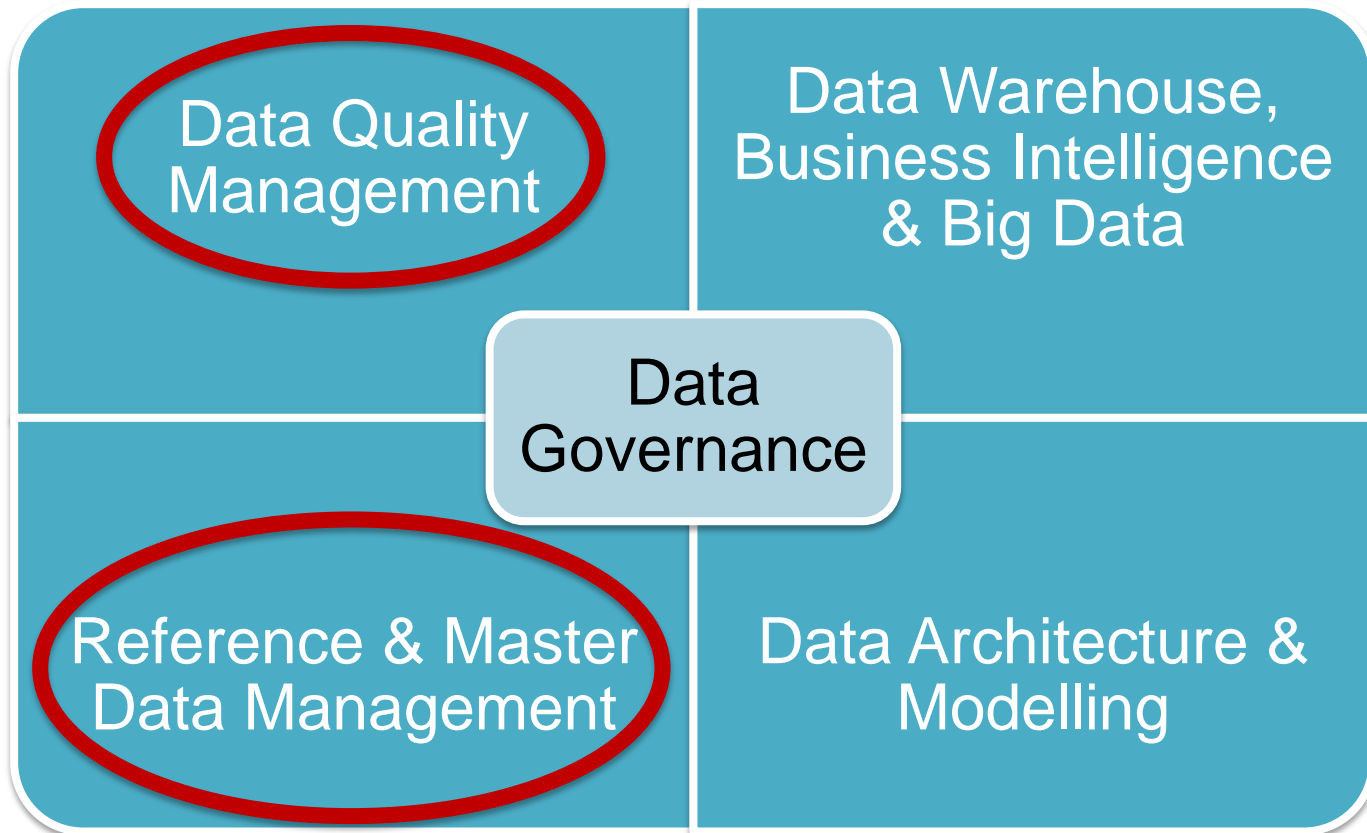 Data Quality
Management
Data Warehouse,
Business Intelligence
& Big Data
Data
Governance
Reference & Master
Data Management
Data Architecture &
Modelling